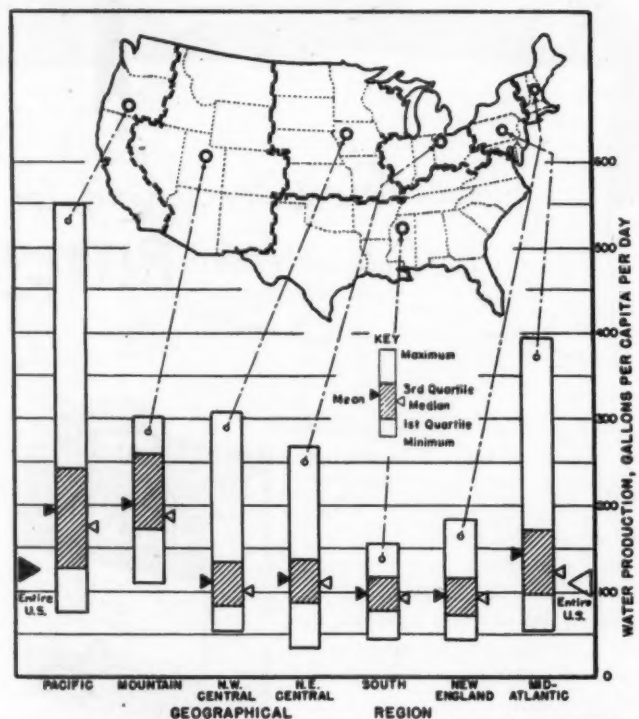 600
500
400
300
200
100
0
WATER PRODUCTION, GALLONS PER CAPITA PER DAY
KEY
Maximum
3rd Quartile
Mean
Median
1st Quartile
Minimum
Entire U.S.
Entire U.S.
PACIFIC
MOUNTAIN
N.W. CENTRAL
N.E. CENTRAL
SOUTH
NEW ENGLAND
MID-ATLANTIC
GEOGRAPHICAL REGION